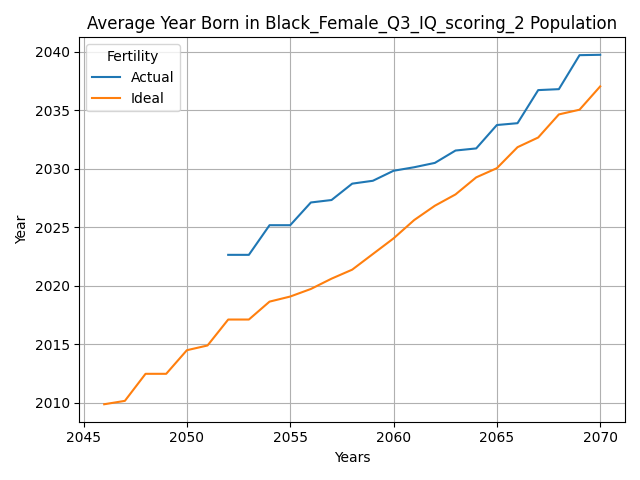 Average Year Born in Black_Female_Q3_IQ_scoring_2 Population
Fertility
Actual
Ideal
Year
2040
2035
2030
2025
2020
2015
2010
2045 2050 2055 2060 2065 2070
Years